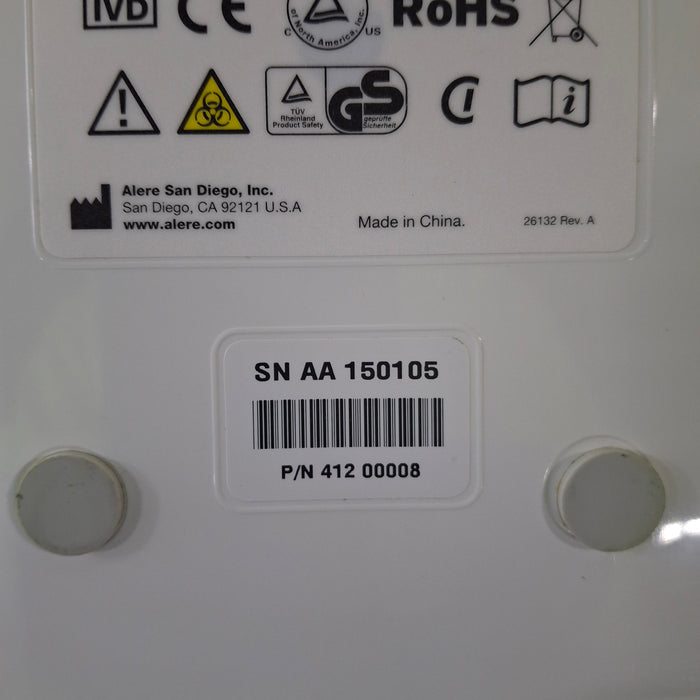 IVD CE RoHS
of North America, Inc.
C US
TÜV
Rheinland
Product Safety
GS
geprüfte
Sicherheit
i
Alere San Diego, Inc.
San Diego, CA 92121 U.S.A
www.alere.com
Made in China.
26132 Rev. A
SN AA 150105
P/N 412 00008